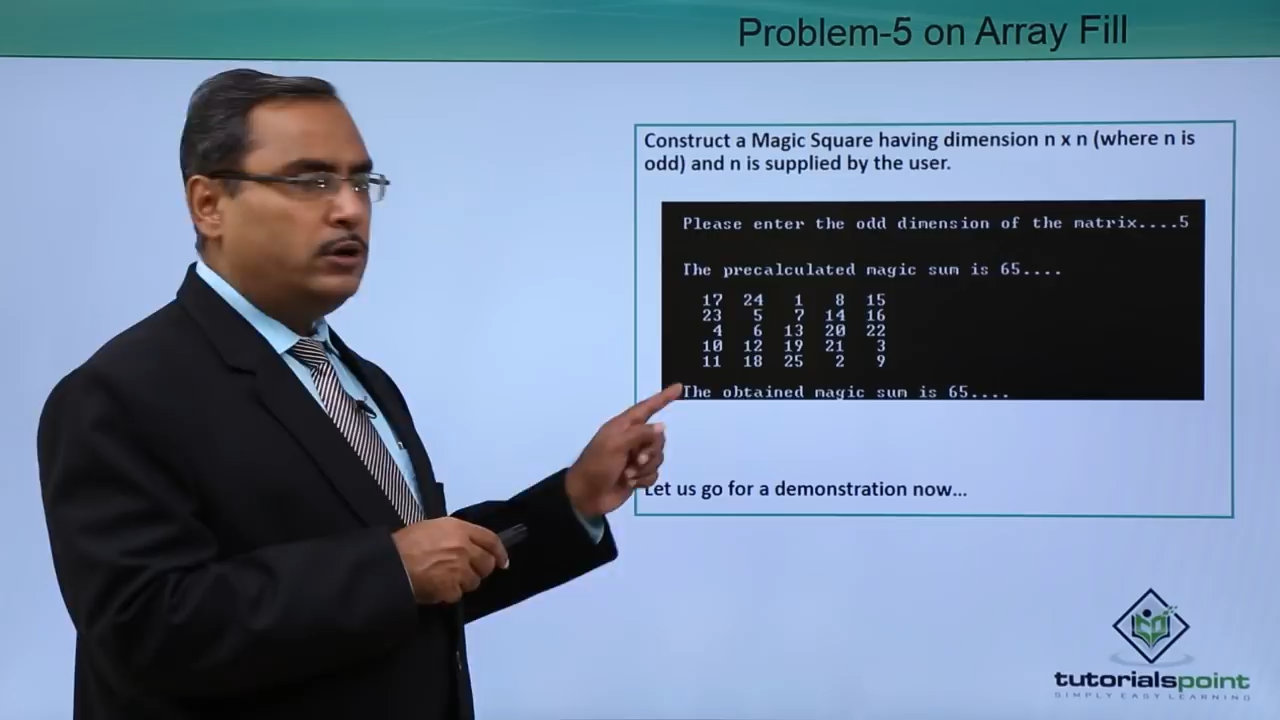 Problem-5 on Array Fill
Construct a Magic Square having dimension n x n (where n is
odd) and n is supplied by the user.
Please enter the odd dimension of the matrix....5
The precalculated magic sum is 65....
17 24 1 8 15
23 5 7 14 16
4 6 13 20 22
10 12 19 21 3
11 18 25 2 9
The obtained magic sum is 65....
Let us go for a demonstration now...
tutorialspoint
SIMPLY EASY LEARNING